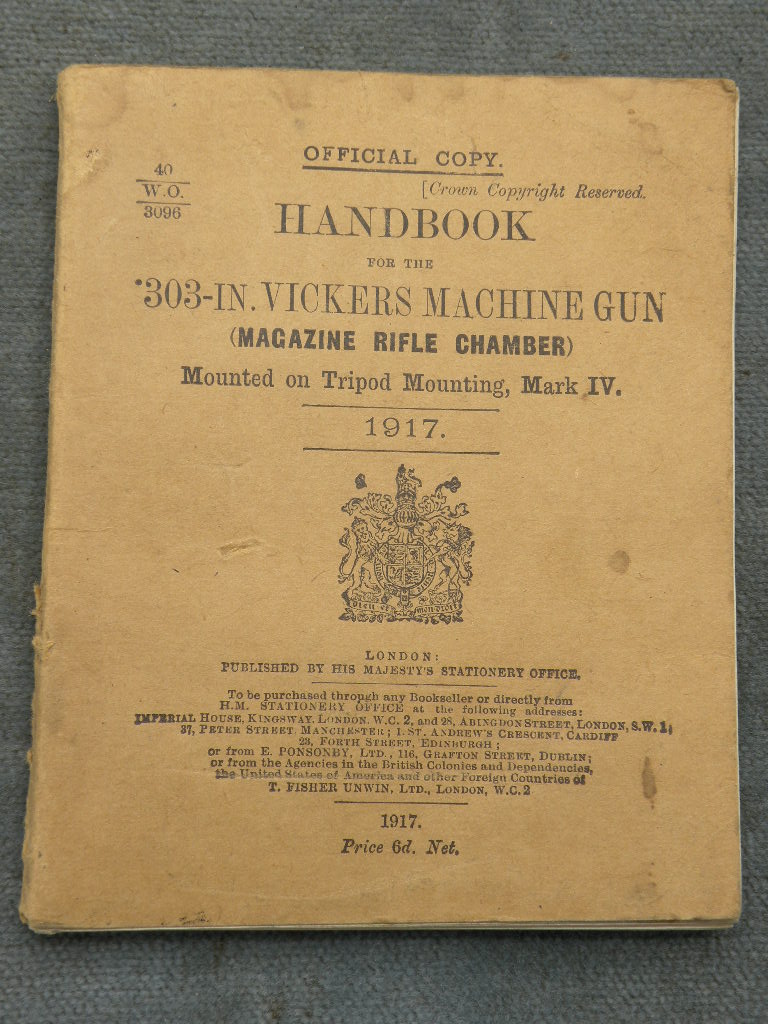 OFFICIAL COPY.
40
W.O.
3096
[Crown Copyright Reserved.
HANDBOOK
FOR THE
·303-IN. VICKERS MACHINE GUN
(MAGAZINE RIFLE CHAMBER)
Mounted on Tripod Mounting, Mark IV.
1917.
DIEU ET MON DROIT
LONDON:
PUBLISHED BY HIS MAJESTY'S STATIONERY OFFICE.
To be purchased through any Bookseller or directly from
H.M. STATIONERY OFFICE at the following addresses:
IMPERIAL HOUSE, KINGSWAY, LONDON, W.C. 2, and 28, ABINGDON STREET, LONDON, S.W. 1;
37, PETER STREET, MANCHESTER; 1, ST. ANDREW'S CRESCENT, CARDIFF
23, FORTH STREET, EDINBURGH;
or from E. PONSONBY, LTD., 116, GRAFTON STREET, DUBLIN;
or from the Agencies in the British Colonies and Dependencies,
the United States of America and other Foreign Countries of
T. FISHER UNWIN, LTD., LONDON, W.C. 2
1917.
Price 6d. Net.